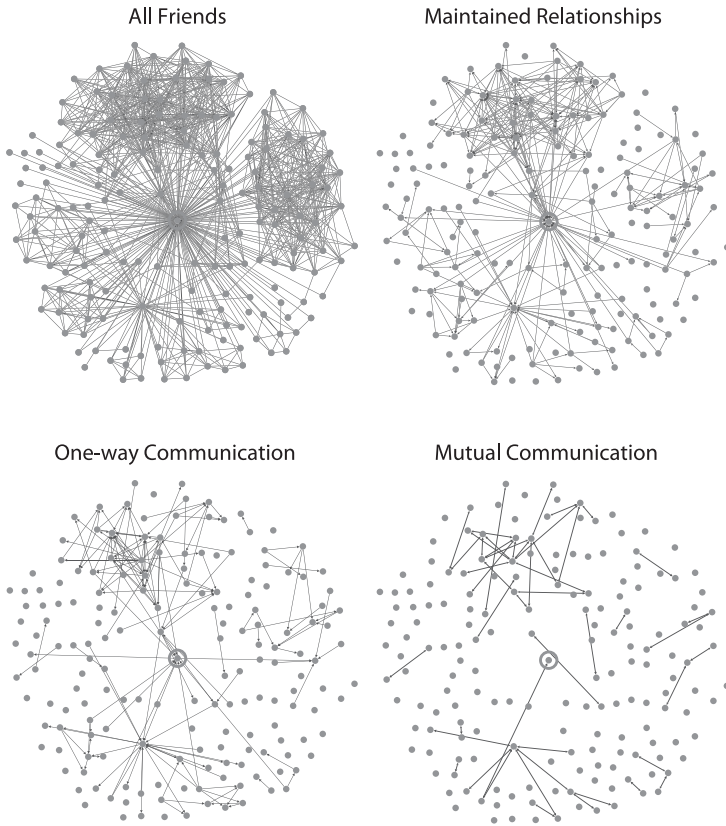 All Friends
Maintained Relationships
One-way Communication
Mutual Communication